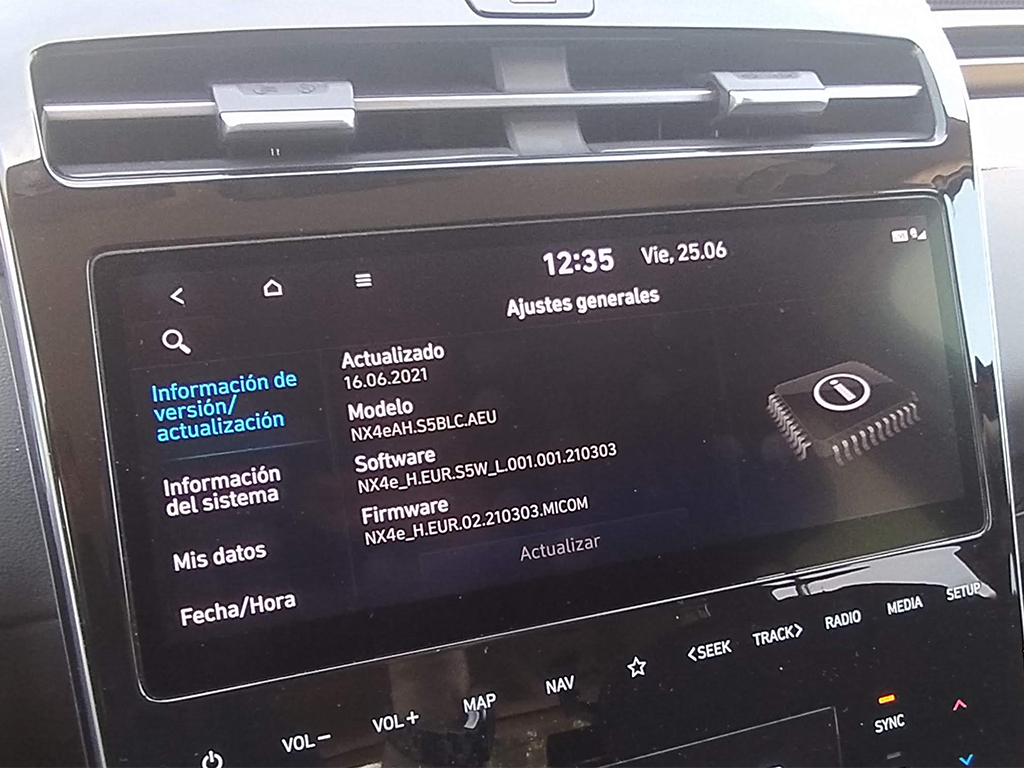 12:35 Vie, 25.06
Ajustes generales
Información de
versión/
actualización
Información
del sistema
Mis datos
Fecha/Hora
Actualizado
16.06.2021
Modelo
NX4eAH.S5BLC.AEU
Software
NX4e_H.EUR.S5W_L.001.001.210303
Firmware
NX4e_H.EUR.02.210303.MICOM
Actualizar
VOL− VOL+ MAP NAV <SEEK TRACK> RADIO MEDIA SETUP
SYNC